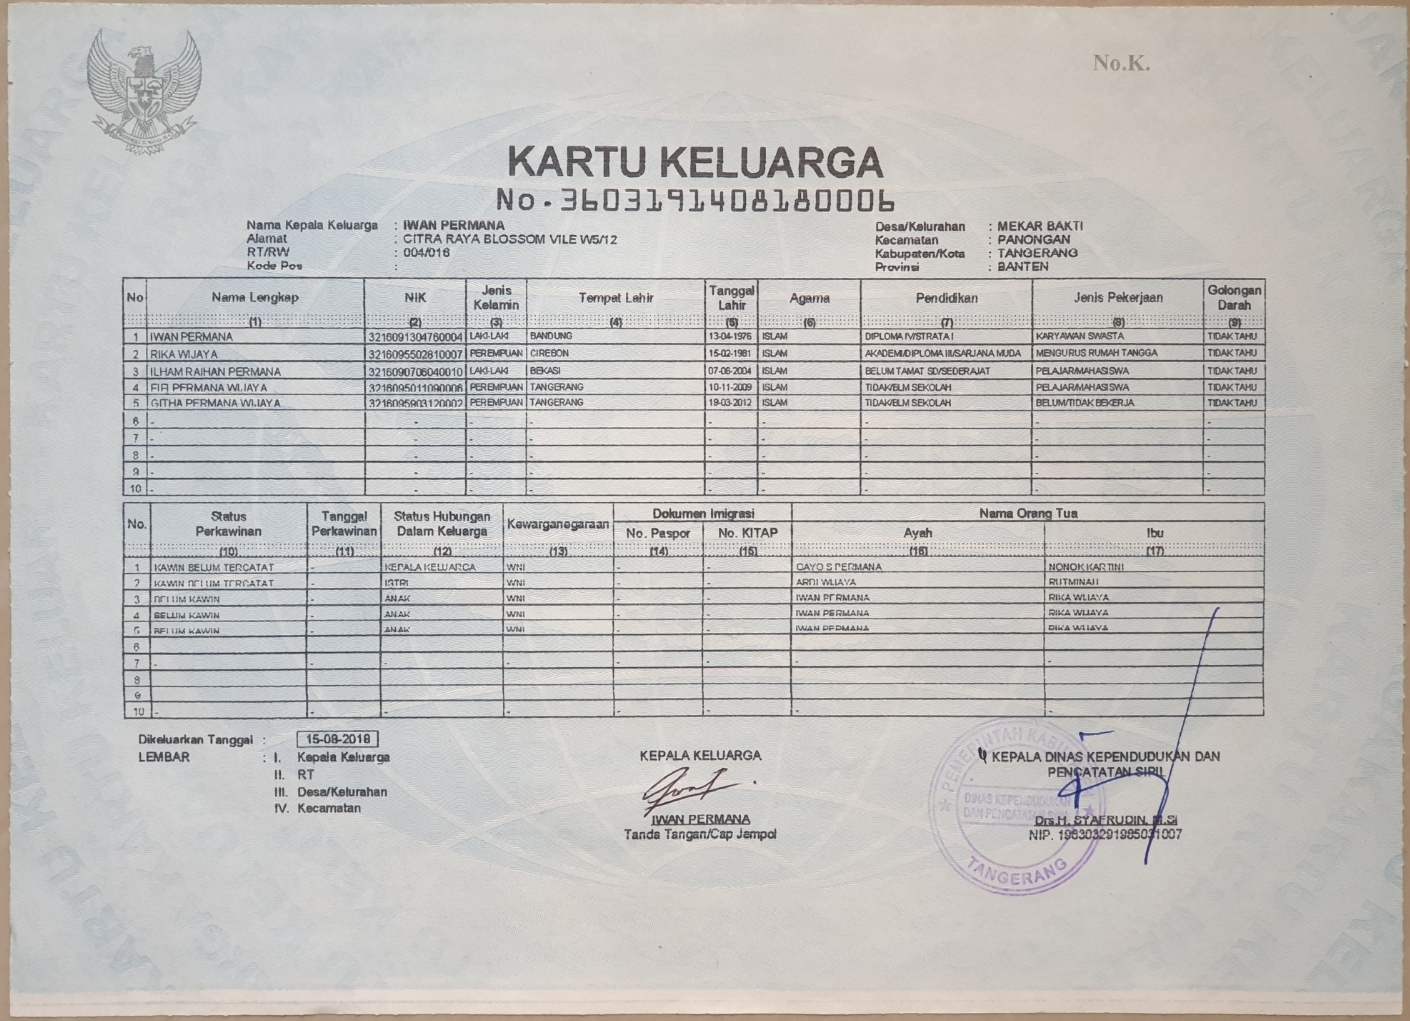 No.K.
KARTU KELUARGA
No. 3603191408180006
Nama Kepala Keluarga : IWAN PERMANA
Alamat : CITRA RAYA BLOSSOM VILE W5/12
RT/RW : 004/016
Kode Pos :
Desa/Kelurahan : MEKAR BAKTI
Kecamatan : PANONGAN
Kabupaten/Kota : TANGERANG
Provinsi : BANTEN
No Nama Lengkap NIK Jenis Kelamin Tempat Lahir Tanggal Lahir Agama Pendidikan Jenis Pekerjaan Golongan Darah
(1) (2) (3) (4) (5) (6) (7) (8) (9)
1 IWAN PERMANA 3216091304760004 LAKI-LAKI BANDUNG 13-04-1976 ISLAM DIPLOMA IV/STRATA I KARYAWAN SWASTA TIDAK TAHU
2 RIKA WIJAYA 3216095502810007 PEREMPUAN CIREBON 15-02-1981 ISLAM AKADEMI/DIPLOMA III/SARJANA MUDA MENGURUS RUMAH TANGGA TIDAK TAHU
3 ILHAM RAIHAN PERMANA 3216090706040010 LAKI-LAKI BEKASI 07-06-2004 ISLAM BELUM TAMAT SD/SEDERAJAT PELAJAR/MAHASISWA TIDAK TAHU
4 PERMANA WIJAYA 3216095011090006 PEREMPUAN TANGERANG 10-11-2009 ISLAM TIDAK/BLM SEKOLAH PELAJAR/MAHASISWA TIDAK TAHU
5 GITHA PERMANA WIJAYA 3216095903120002 PEREMPUAN TANGERANG 19-03-2012 ISLAM TIDAK/BLM SEKOLAH BELUM/TIDAK BEKERJA TIDAK TAHU
6 - - - - - - - - -
7 - - - - - - - - -
8 - - - - - - - - -
9 - - - - - - - - -
10 - - - - - - - - -
No. Status Perkawinan Tanggal Perkawinan Status Hubungan Dalam Keluarga Kewarganegaraan Dokumen Imigrasi Nama Orang Tua
No. Paspor No. KITAP Ayah Ibu
(10) (11) (12) (13) (14) (15) (16) (17)
1 KAWIN BELUM TERCATAT - KEPALA KELUARGA WNI - - PERMANA NONOK KARTINI
2 KAWIN BELUM TERCATAT - ISTRI WNI - - ARDI WIJAYA RUTMINAH
3 BELUM KAWIN - ANAK WNI - - IWAN PERMANA RIKA WIJAYA
4 BELUM KAWIN - ANAK WNI - - IWAN PERMANA RIKA WIJAYA
5 BELUM KAWIN - ANAK WNI - - IWAN PERMANA RIKA WIJAYA
6
7 - - - - - - - -
8
9
10 - - - - - - - -
Dikeluarkan Tanggal : 15-08-2018
LEMBAR : I. Kepala Keluarga
II. RT
III. Desa/Kelurahan
IV. Kecamatan
KEPALA KELUARGA
IWAN PERMANA
Tanda Tangan/Cap Jempol
KEPALA DINAS KEPENDUDUKAN DAN
PENCATATAN SIPIL
Drs.H. SYAFRUDIN, M.Si
NIP. 196303291985031007
PEMERINTAH
DINAS KEPENDUDUKAN
DAN PENCATATAN
TANGERANG